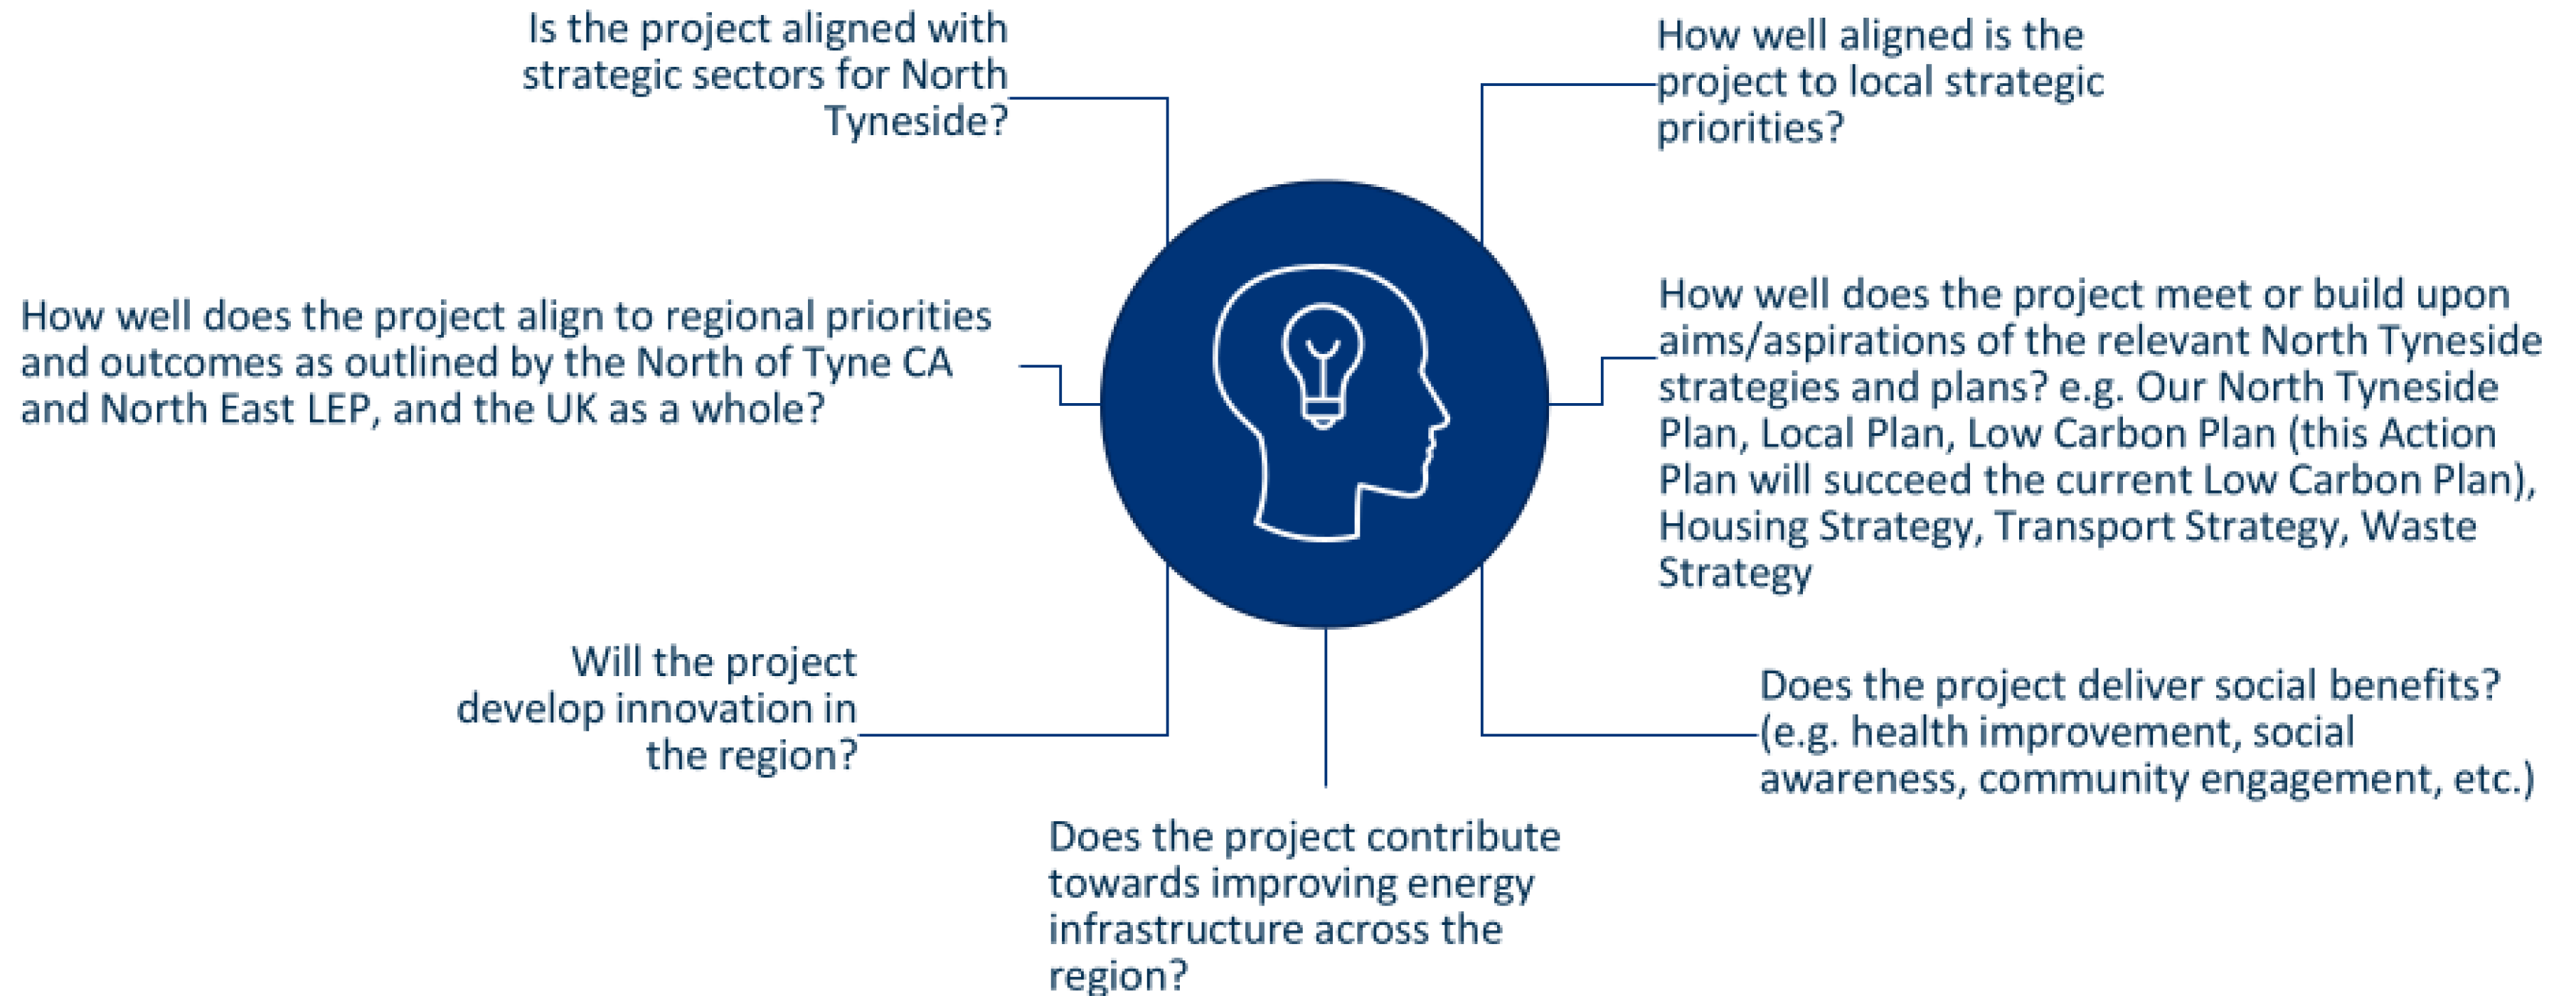 Is the project aligned with
strategic sectors for North
Tyneside?
How well aligned is the
project to local strategic
priorities?
How well does the project align to regional priorities
and outcomes as outlined by the North of Tyne CA
and North East LEP, and the UK as a whole?
How well does the project meet or build upon
aims/aspirations of the relevant North Tyneside
strategies and plans? e.g. Our North Tyneside
Plan, Local Plan, Low Carbon Plan (this Action
Plan will succeed the current Low Carbon Plan),
Housing Strategy, Transport Strategy, Waste
Strategy
Will the project
develop innovation in
the region?
Does the project deliver social benefits?
(e.g. health improvement, social
awareness, community engagement, etc.)
Does the project contribute
towards improving energy
infrastructure across the
region?